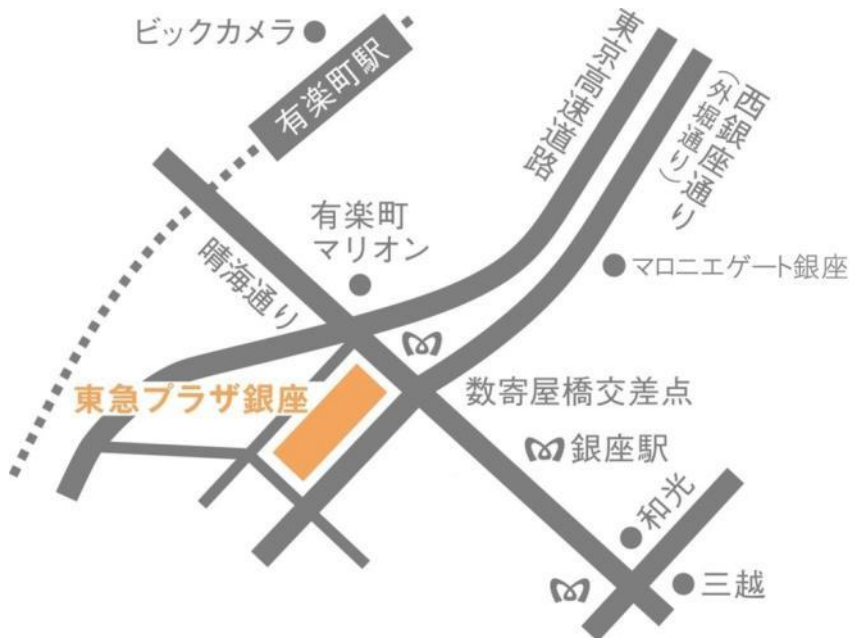 ビックカメラ
有楽町駅
東京高速道路
西銀座通り
(外堀通り)
有楽町
マリオン
晴海通り
マロニエゲート銀座
東急プラザ銀座
数寄屋橋交差点
銀座駅
和光
三越